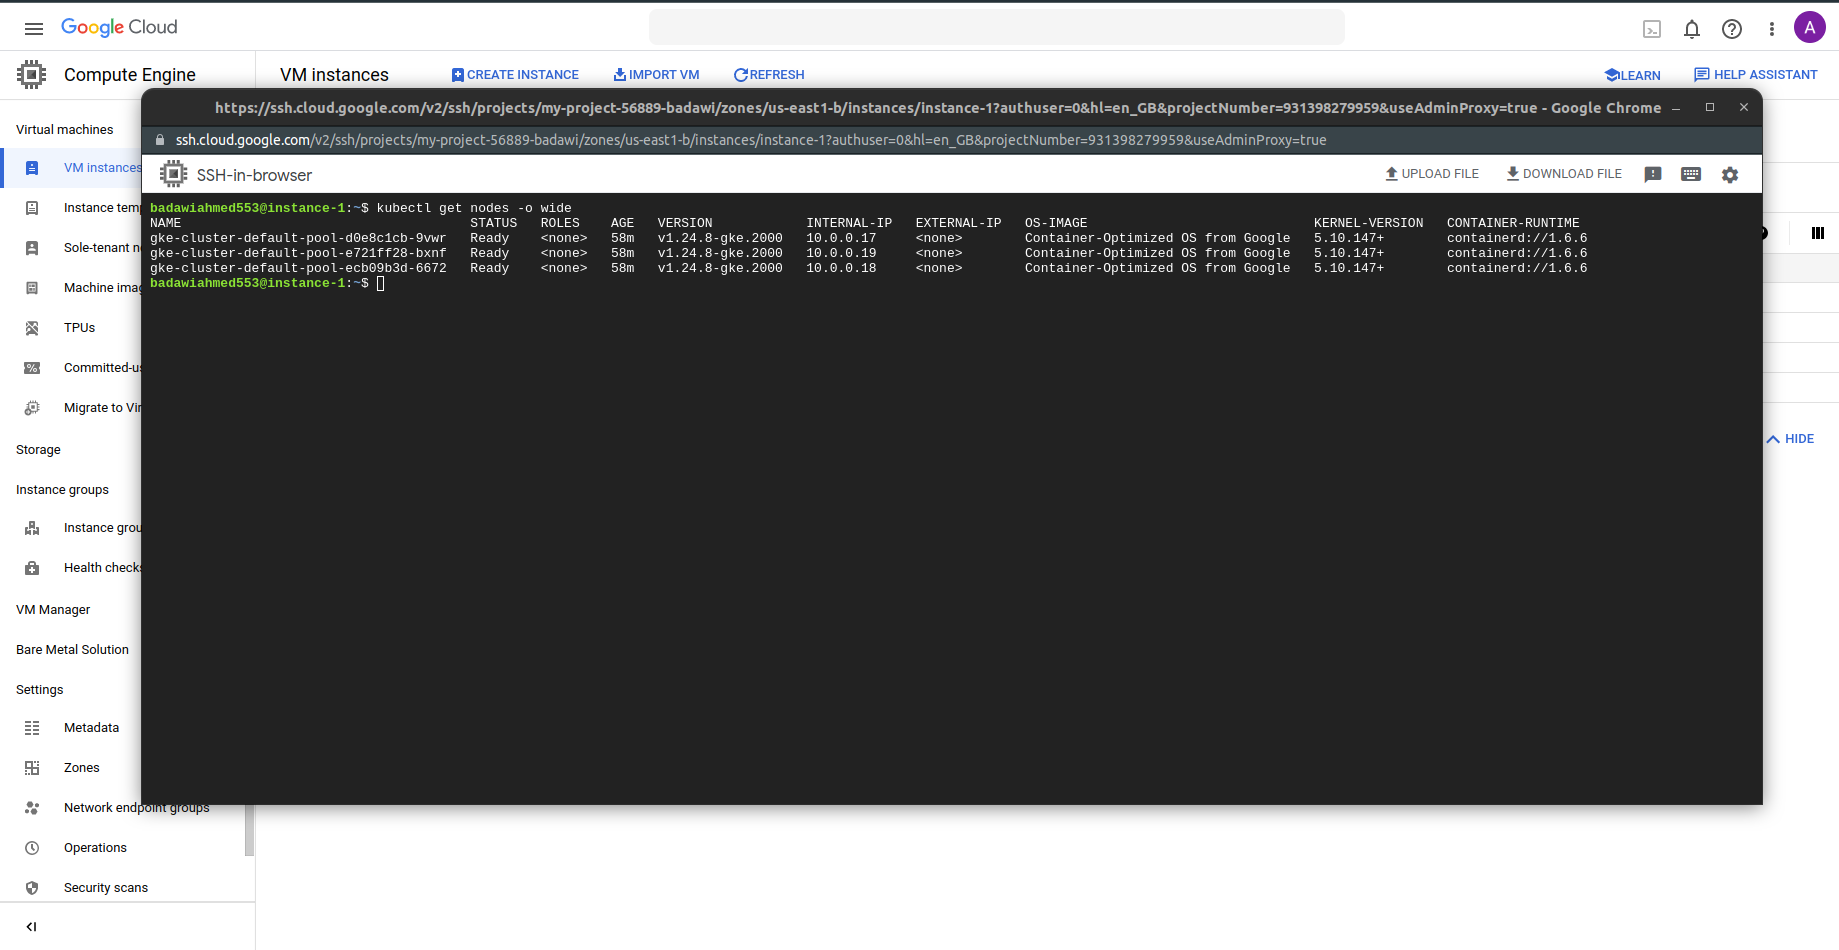 Google Cloud
A
Compute Engine
VM instances
CREATE INSTANCE
IMPORT VM
REFRESH
LEARN
HELP ASSISTANT
https://ssh.cloud.google.com/v2/ssh/projects/my-project-56889-badawi/zones/us-east1-b/instances/instance-1?authuser=0&hl=en_GB&projectNumber=931398279959&useAdminProxy=true - Google Chrome
ssh.cloud.google.com/v2/ssh/projects/my-project-56889-badawi/zones/us-east1-b/instances/instance-1?authuser=0&hl=en_GB&projectNumber=931398279959&useAdminProxy=true
SSH-in-browser
UPLOAD FILE
DOWNLOAD FILE
badawiahmed553@instance-1:~$ kubectl get nodes -o wide
NAME STATUS ROLES AGE VERSION INTERNAL-IP EXTERNAL-IP OS-IMAGE KERNEL-VERSION CONTAINER-RUNTIME
gke-cluster-default-pool-d0e8c1cb-9vwr Ready <none> 58m v1.24.8-gke.2000 10.0.0.17 <none> Container-Optimized OS from Google 5.10.147+ containerd://1.6.6
gke-cluster-default-pool-e721ff28-bxnf Ready <none> 58m v1.24.8-gke.2000 10.0.0.19 <none> Container-Optimized OS from Google 5.10.147+ containerd://1.6.6
gke-cluster-default-pool-ecb09b3d-6672 Ready <none> 58m v1.24.8-gke.2000 10.0.0.18 <none> Container-Optimized OS from Google 5.10.147+ containerd://1.6.6
badawiahmed553@instance-1:~$
Virtual machines
VM instances
Instance
Sole-tenant
Machine
TPUs
Migrate to
Storage
Instance groups
Instance
Health checks
VM Manager
Bare Metal Solution
Settings
Metadata
Zones
Network endpoint groups
Operations
Security scans
HIDE